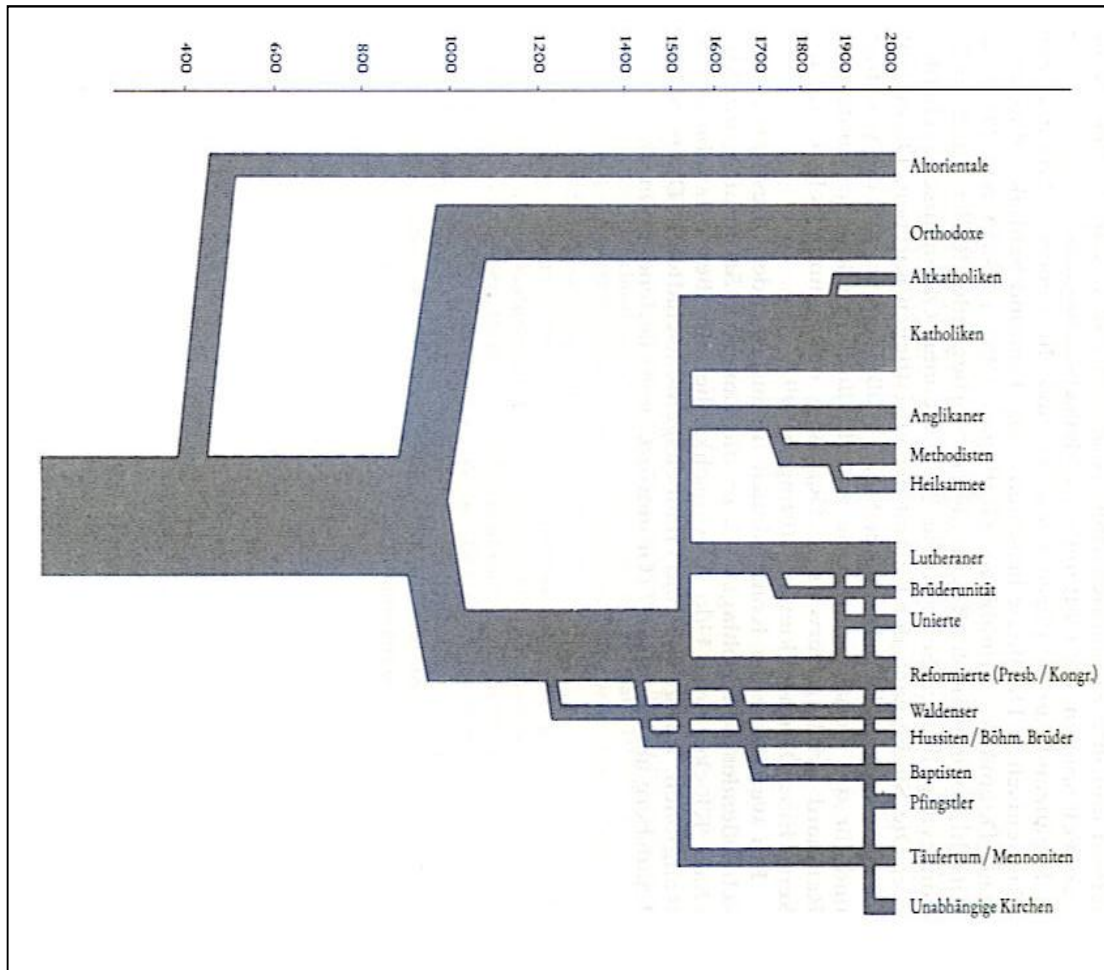 400 600 800 1000 1200 1400 1500 1600 1700 1800 1900 2000
Altorientale
Orthodoxe
Altkatholiken
Katholiken
Anglikaner
Methodisten
Heilsarmee
Lutheraner
Brüderunität
Unierte
Reformierte (Presb./Kongr.)
Waldenser
Hussiten/Böhm. Brüder
Baptisten
Pfingstler
Täufertum/Mennoniten
Unabhängige Kirchen